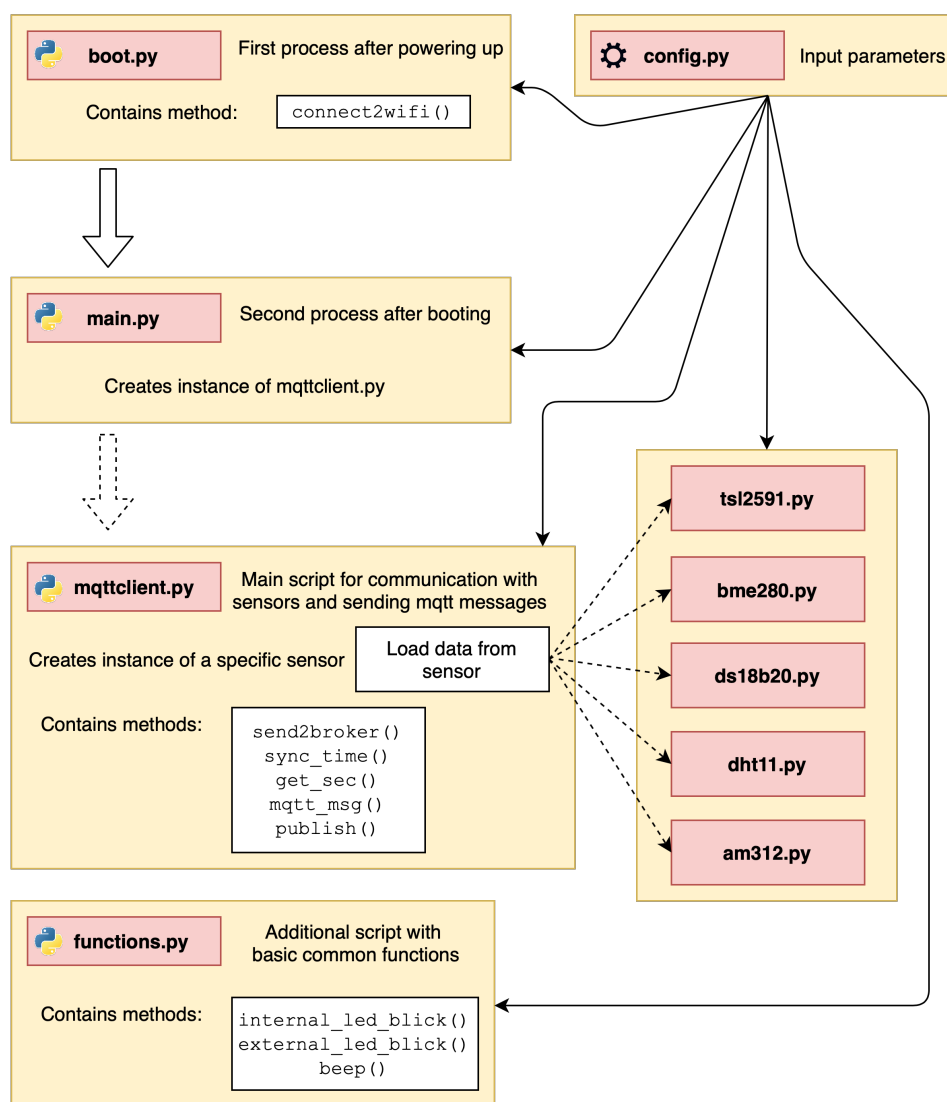 boot.py
First process after powering up
Contains method:
connect2wifi()
config.py
Input parameters
main.py
Second process after booting
Creates instance of mqttclient.py
mqttclient.py
Main script for communication with
sensors and sending mqtt messages
Creates instance of a specific sensor
Load data from
sensor
Contains methods:
send2broker()
sync_time()
get_sec()
mqtt_msg()
publish()
tsl2591.py
bme280.py
ds18b20.py
dht11.py
am312.py
functions.py
Additional script with
basic common functions
Contains methods:
internal_led_blick()
external_led_blick()
beep()